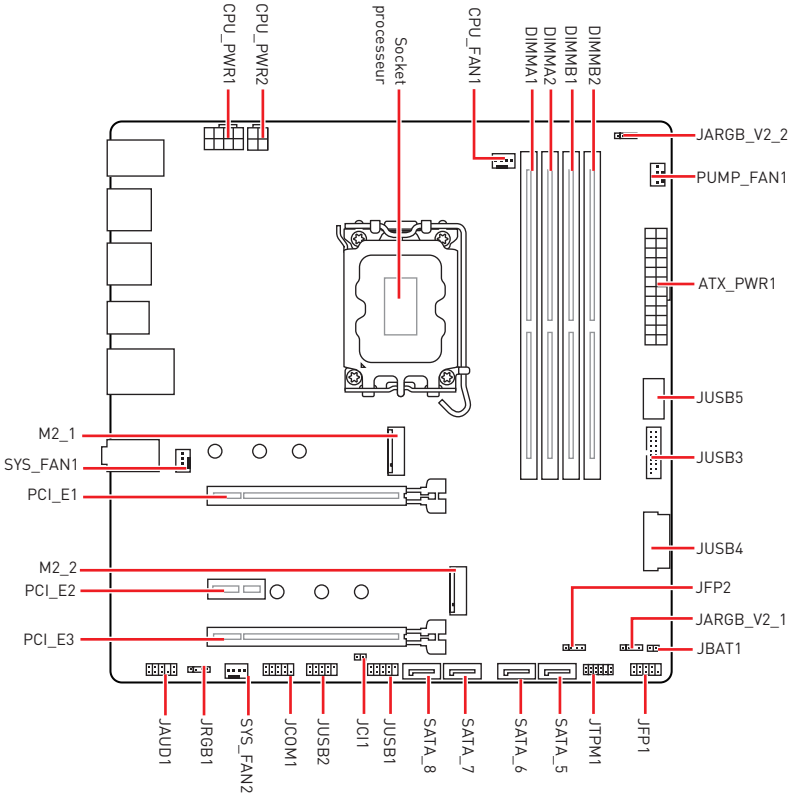 CPU_PWR1
CPU_PWR2
Socket
processeur
CPU_FAN1
DIMMA1
DIMMA2
DIMMB1
DIMMB2
JARGB_V2_2
PUMP_FAN1
ATX_PWR1
JUSB5
JUSB3
JUSB4
JFP2
JARGB_V2_1
JBAT1
M2_1
SYS_FAN1
PCI_E1
M2_2
PCI_E2
PCI_E3
JAUD1
JRGB1
SYS_FAN2
JCOM1
JUSB2
JCI1
JUSB1
SATA_8
SATA_7
SATA_6
SATA_5
JTPM1
JFP1